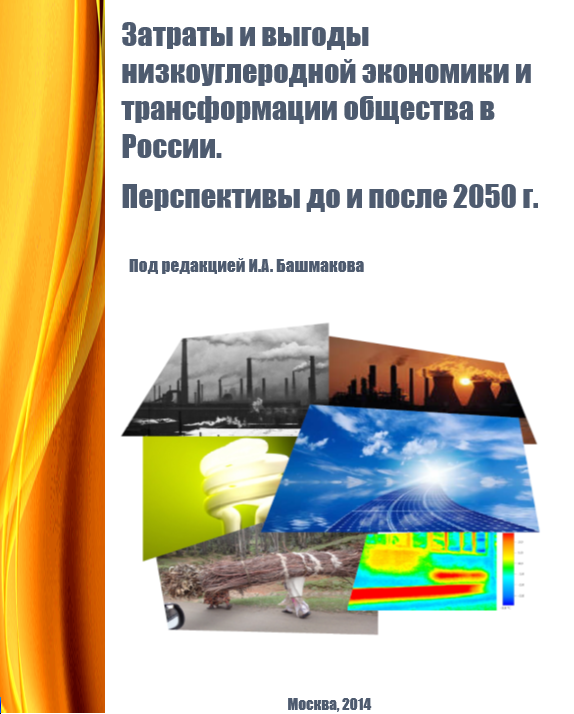 Затраты и выгоды
низкоуглеродной экономики и
трансформации общества в
России.
Перспективы до и после 2050 г.
Под редакцией И.А. Башмакова
Москва, 2014